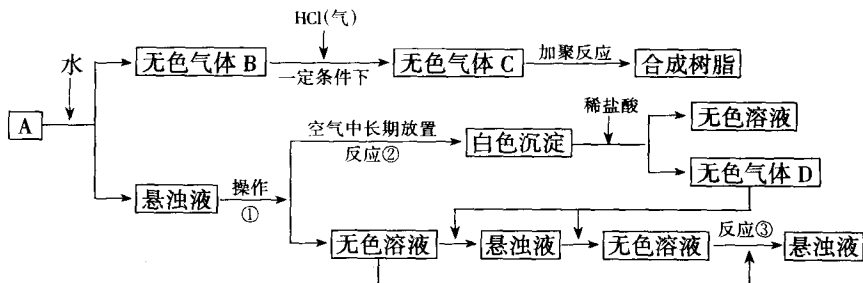 HCl(气)
水
无色气体 B
一定条件下
无色气体 C
加聚反应
合成树脂
A
空气中长期放置
反应②
白色沉淀
稀盐酸
无色溶液
无色气体 D
悬浊液
操作
①
无色溶液
悬浊液
无色溶液
反应③
悬浊液